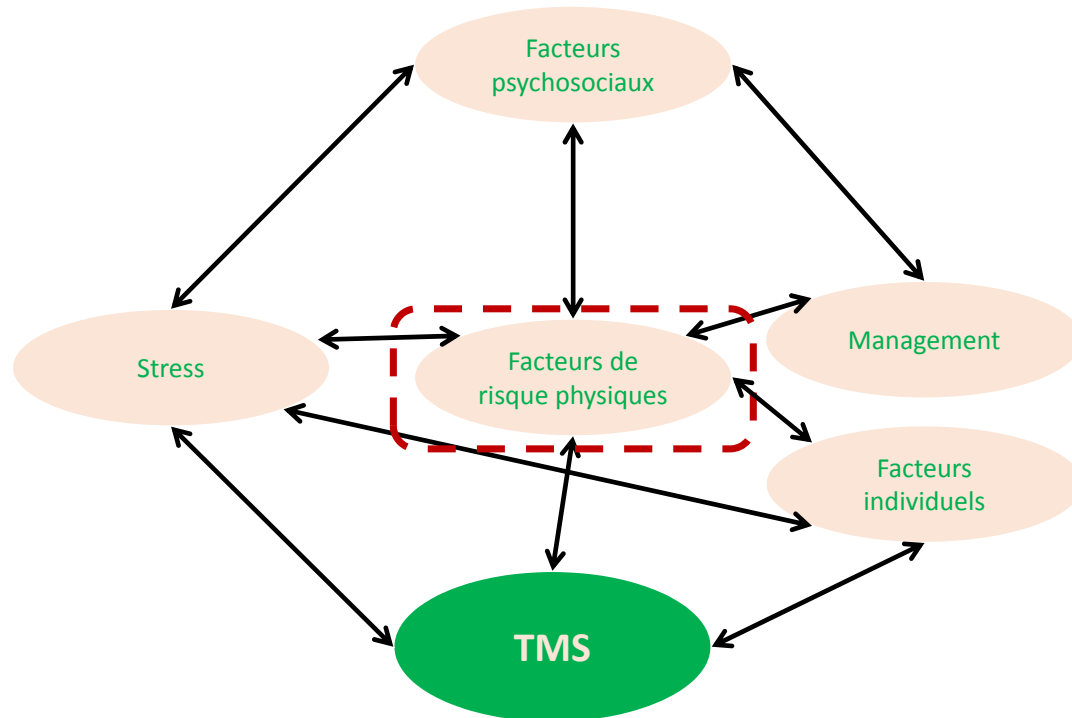 Facteurs
psychosociaux
Stress
Facteurs de
risque physiques
Management
Facteurs
individuels
TMS